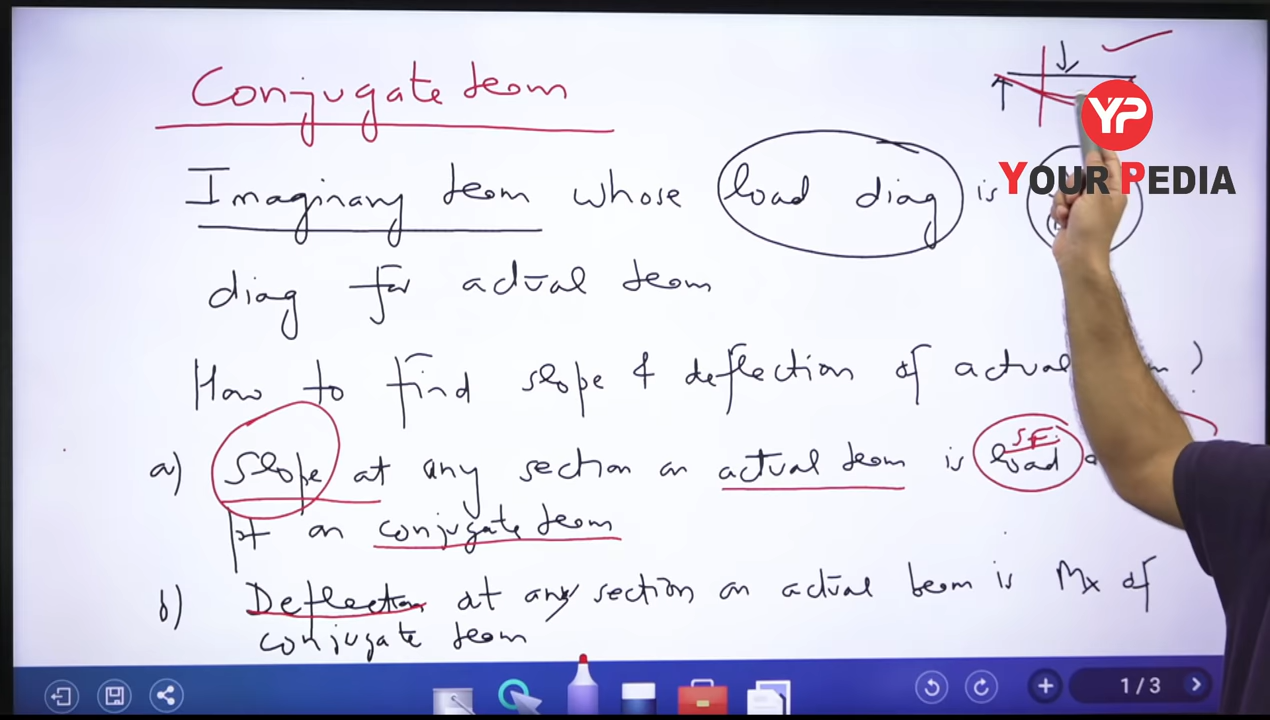 Conjugate beam
Imaginary beam whose load diag is
YOUR PEDIA
YP
diag for actual beam
How to find slope & deflection of actual
a) Slope at any section on actual beam is load
SF
pt on conjugate beam
b) Deflection at any section on actual beam is Mx of
conjugate beam
1 / 3